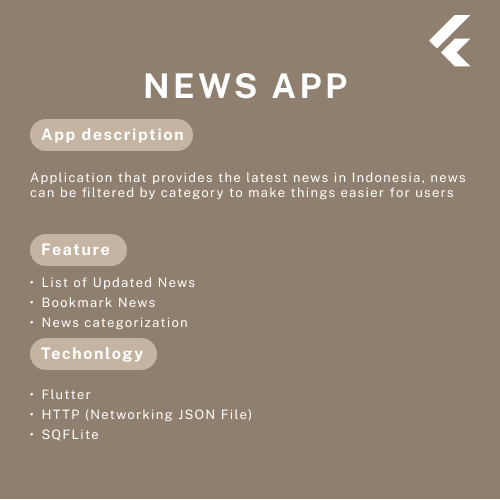 NEWS APP
App description
Application that provides the latest news in Indonesia, news
can be filtered by category to make things easier for users
Feature
• List of Updated News
• Bookmark News
• News categorization
Techonlogy
• Flutter
• HTTP (Networking JSON File)
• SQFLite